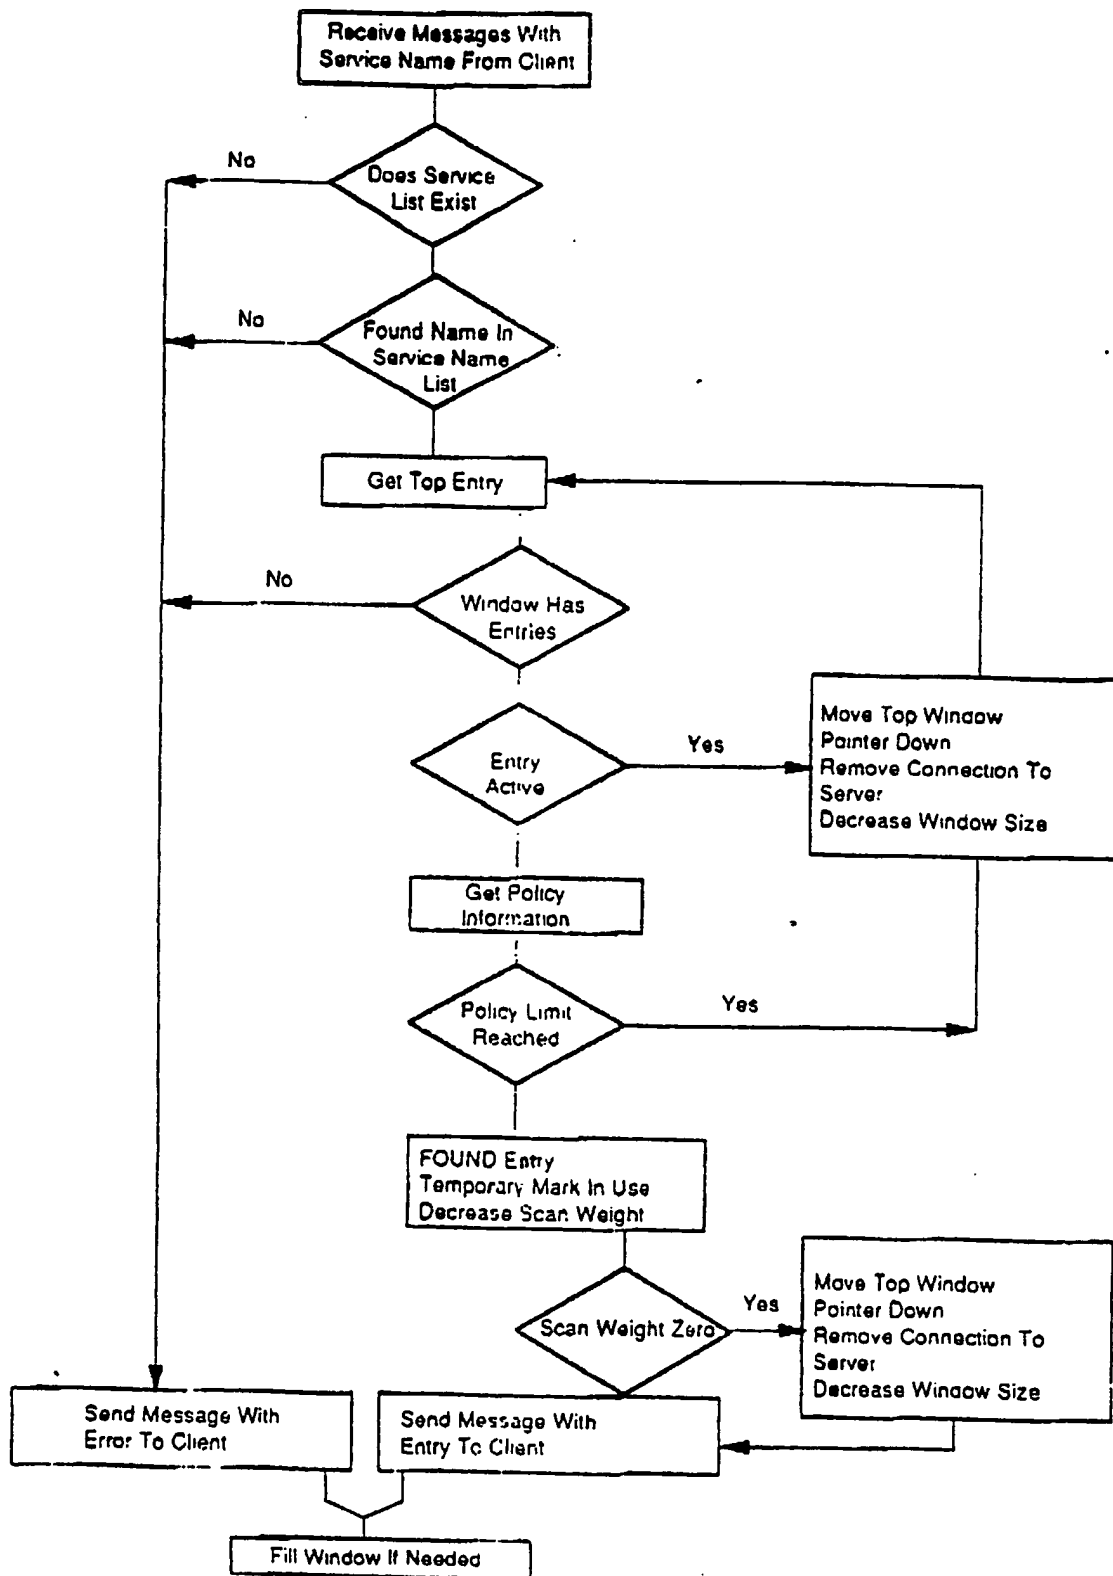 Receive Messages With
Service Name From Client
No
Does Service
List Exist
No
Found Name In
Service Name
List
Get Top Entry
No
Window Has
Entries
Entry
Active
Yes
Move Top Window
Pointer Down
Remove Connection To
Server
Decrease Window Size
Get Policy
Information
Policy Limit
Reached
Yes
FOUND Entry
Temporary Mark In Use
Decrease Scan Weight
Scan Weight Zero
Yes
Move Top Window
Pointer Down
Remove Connection To
Server
Decrease Window Size
Send Message With
Error To Client
Send Message With
Entry To Client
Fill Window If Needed